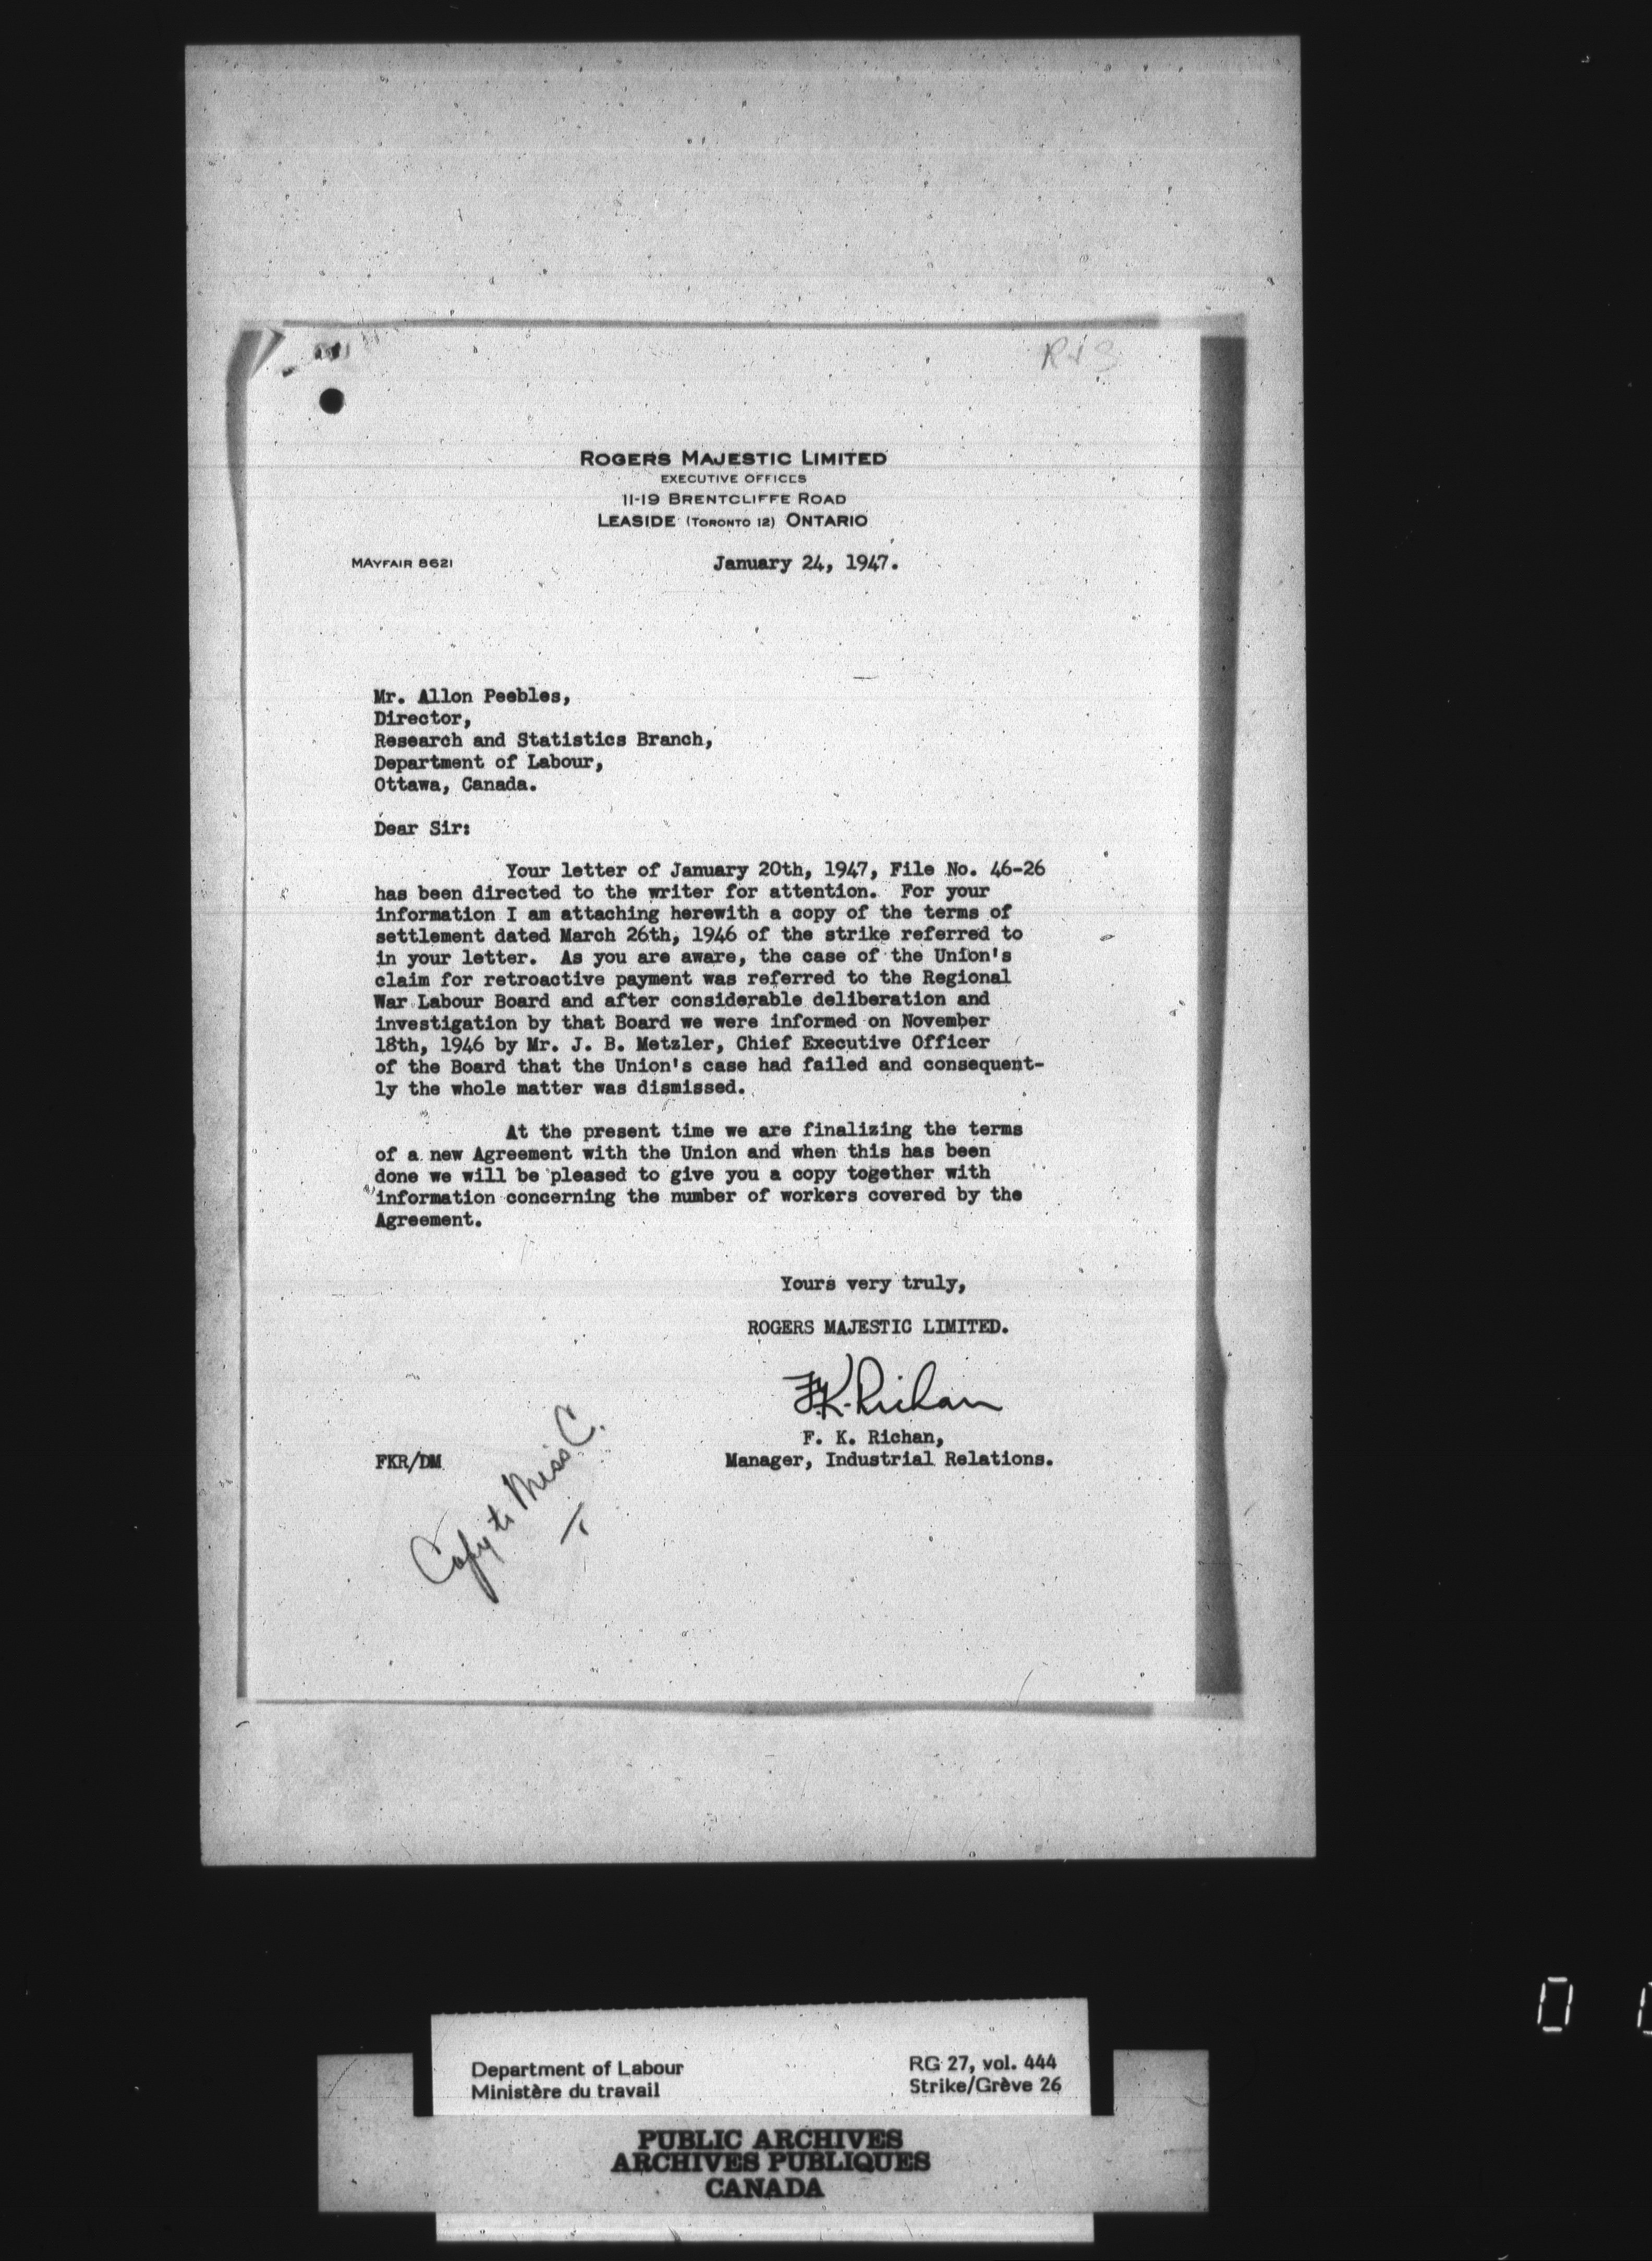 R & S
ROGERS MAJESTIC LIMITED
EXECUTIVE OFFICES
11-19 BRENTCLIFFE ROAD
LEASIDE (TORONTO 12) ONTARIO
MAYFAIR 8621
January 24, 1947.
Mr. Allon Peebles,
Director,
Research and Statistics Branch,
Department of Labour,
Ottawa, Canada.
Dear Sir:
Your letter of January 20th, 1947, File No. 46-26
has been directed to the writer for attention. For your
information I am attaching herewith a copy of the terms of
settlement dated March 26th, 1946 of the strike referred to
in your letter. As you are aware, the case of the Union's
claim for retroactive payment was referred to the Regional
War Labour Board and after considerable deliberation and
investigation by that Board we were informed on November
18th, 1946 by Mr. J. B. Metzler, Chief Executive Officer
of the Board that the Union's case had failed and consequent-
ly the whole matter was dismissed.
At the present time we are finalizing the terms
of a new Agreement with the Union and when this has been
done we will be pleased to give you a copy together with
information concerning the number of workers covered by the
Agreement.
Yours very truly,
ROGERS MAJESTIC LIMITED.
F.K. Richan
F. K. Richan,
Manager, Industrial Relations.
FKR/DM
Copy to Miss C.
Department of Labour
Ministère du travail
RG 27, vol. 444
Strike/Grève 26
PUBLIC ARCHIVES
ARCHIVES PUBLIQUES
CANADA
0